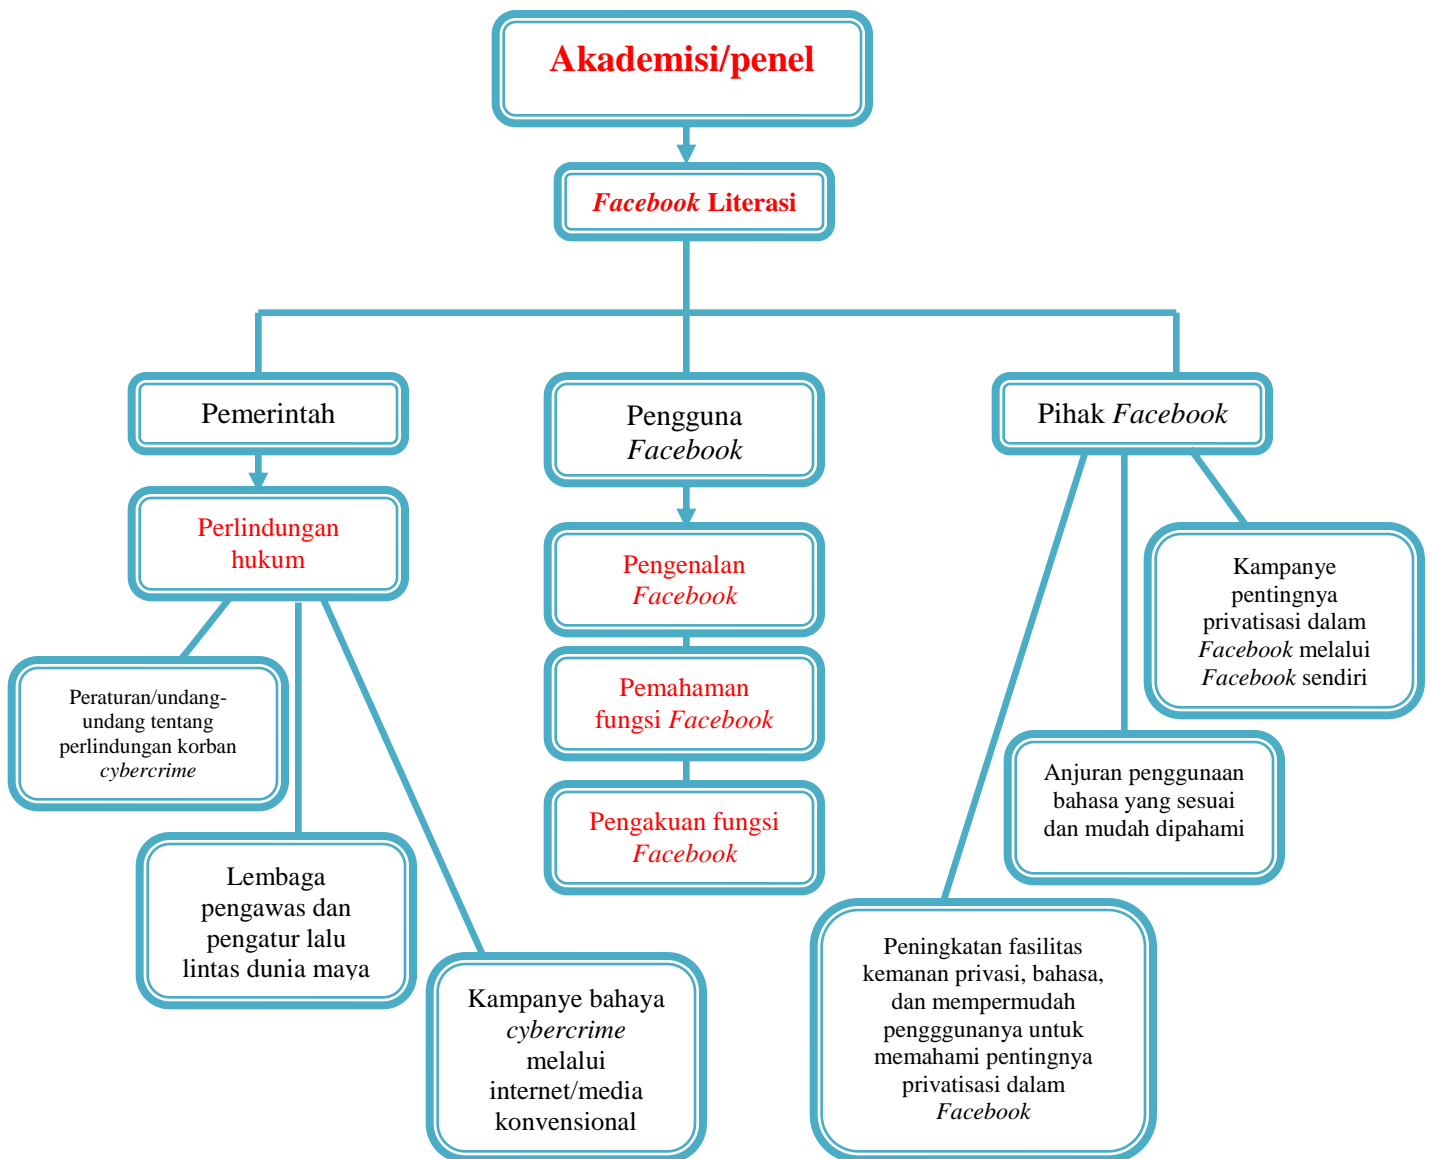 Akademisi/penel
Facebook Literasi
Pemerintah
Pengguna
Facebook
Pihak Facebook
Perlindungan
hukum
Pengenalan
Facebook
Kampanye
pentingnya
privatisasi dalam
Facebook melalui
Facebook sendiri
Peraturan/undang-
undang tentang
perlindungan korban
cybercrime
Pemahaman
fungsi Facebook
Anjuran penggunaan
bahasa yang sesuai
dan mudah dipahami
Pengakuan fungsi
Facebook
Lembaga
pengawas dan
pengatur lalu
lintas dunia maya
Kampanye bahaya
cybercrime
melalui
internet/media
konvensional
Peningkatan fasilitas
kemanan privasi, bahasa,
dan mempermudah
pengggunanya untuk
memahami pentingnya
privatisasi dalam
Facebook